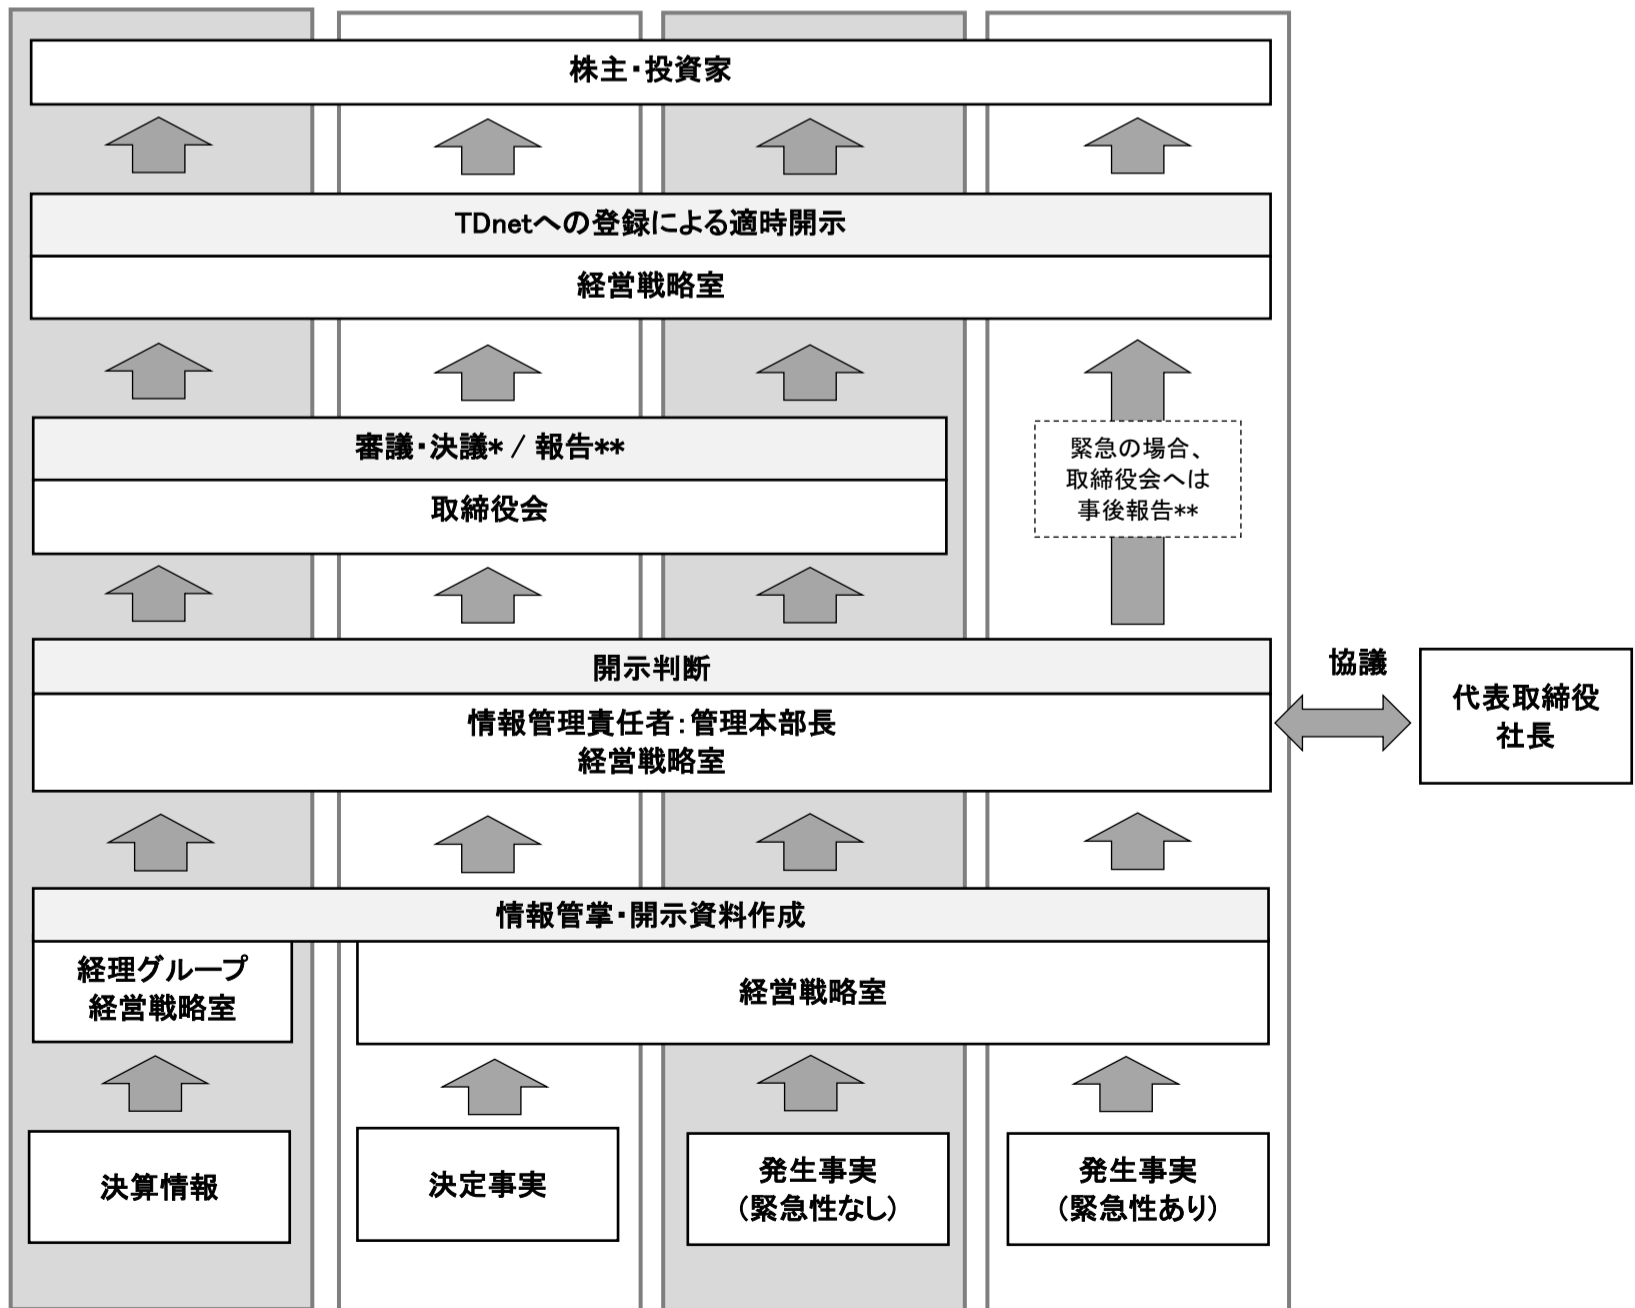 株主・投資家
TDnetへの登録による適時開示
経営戦略室
審議・決議* / 報告**
取締役会
緊急の場合、
取締役会へは
事後報告**
開示判断
情報管理責任者：管理本部長
経営戦略室
協議
代表取締役
社長
情報管掌・開示資料作成
経理グループ
経営戦略室
経営戦略室
決算情報
決定事実
発生事実
（緊急性なし）
発生事実
（緊急性あり）